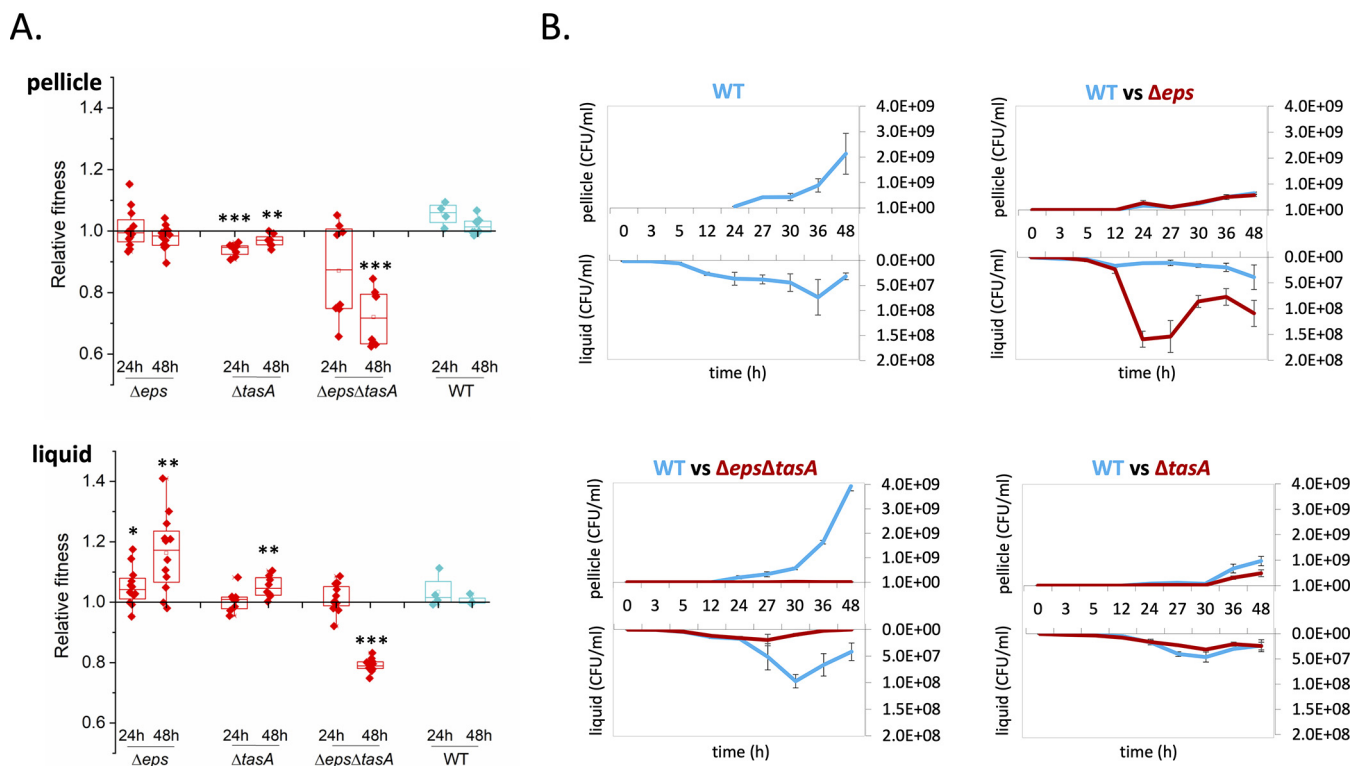 A.
pellicle
Relative fitness
1.4
1.2
1.0
0.8
0.6
*** **
***
24h 48h 24h 48h 24h 48h 24h 48h
Δeps ΔtasA ΔepsΔtasA WT
liquid
Relative fitness
1.4
1.2
1.0
0.8
0.6
* ** ** ***
24h 48h 24h 48h 24h 48h 24h 48h
Δeps ΔtasA ΔepsΔtasA WT
B.
WT
pellicle (CFU/ml)
4.0E+09
3.0E+09
2.0E+09
1.0E+09
1.0E+00
0 3 5 12 24 27 30 36 48
liquid (CFU/ml)
0.0E+00
5.0E+07
1.0E+08
1.5E+08
2.0E+08
time (h)
WT vs Δeps
pellicle (CFU/ml)
4.0E+09
3.0E+09
2.0E+09
1.0E+09
1.0E+00
0 3 5 12 24 27 30 36 48
liquid (CFU/ml)
0.0E+00
5.0E+07
1.0E+08
1.5E+08
2.0E+08
time (h)
WT vs ΔepsΔtasA
pellicle (CFU/ml)
4.0E+09
3.0E+09
2.0E+09
1.0E+09
1.0E+00
0 3 5 12 24 27 30 36 48
liquid (CFU/ml)
0.0E+00
5.0E+07
1.0E+08
1.5E+08
2.0E+08
time (h)
WT vs ΔtasA
pellicle (CFU/ml)
4.0E+09
3.0E+09
2.0E+09
1.0E+09
1.0E+00
0 3 5 12 24 27 30 36 48
liquid (CFU/ml)
0.0E+00
5.0E+07
1.0E+08
1.5E+08
2.0E+08
time (h)